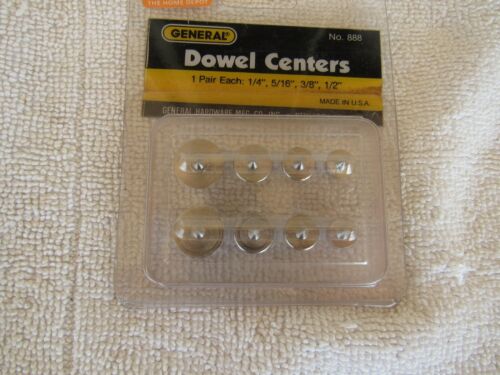 THE HOME DEPOT
GENERAL®
No. 888
Dowel Centers
1 Pair Each: 1/4", 5/16", 3/8", 1/2"
MADE IN U.S.A.
GENERAL HARDWARE MFG. CO., INC.